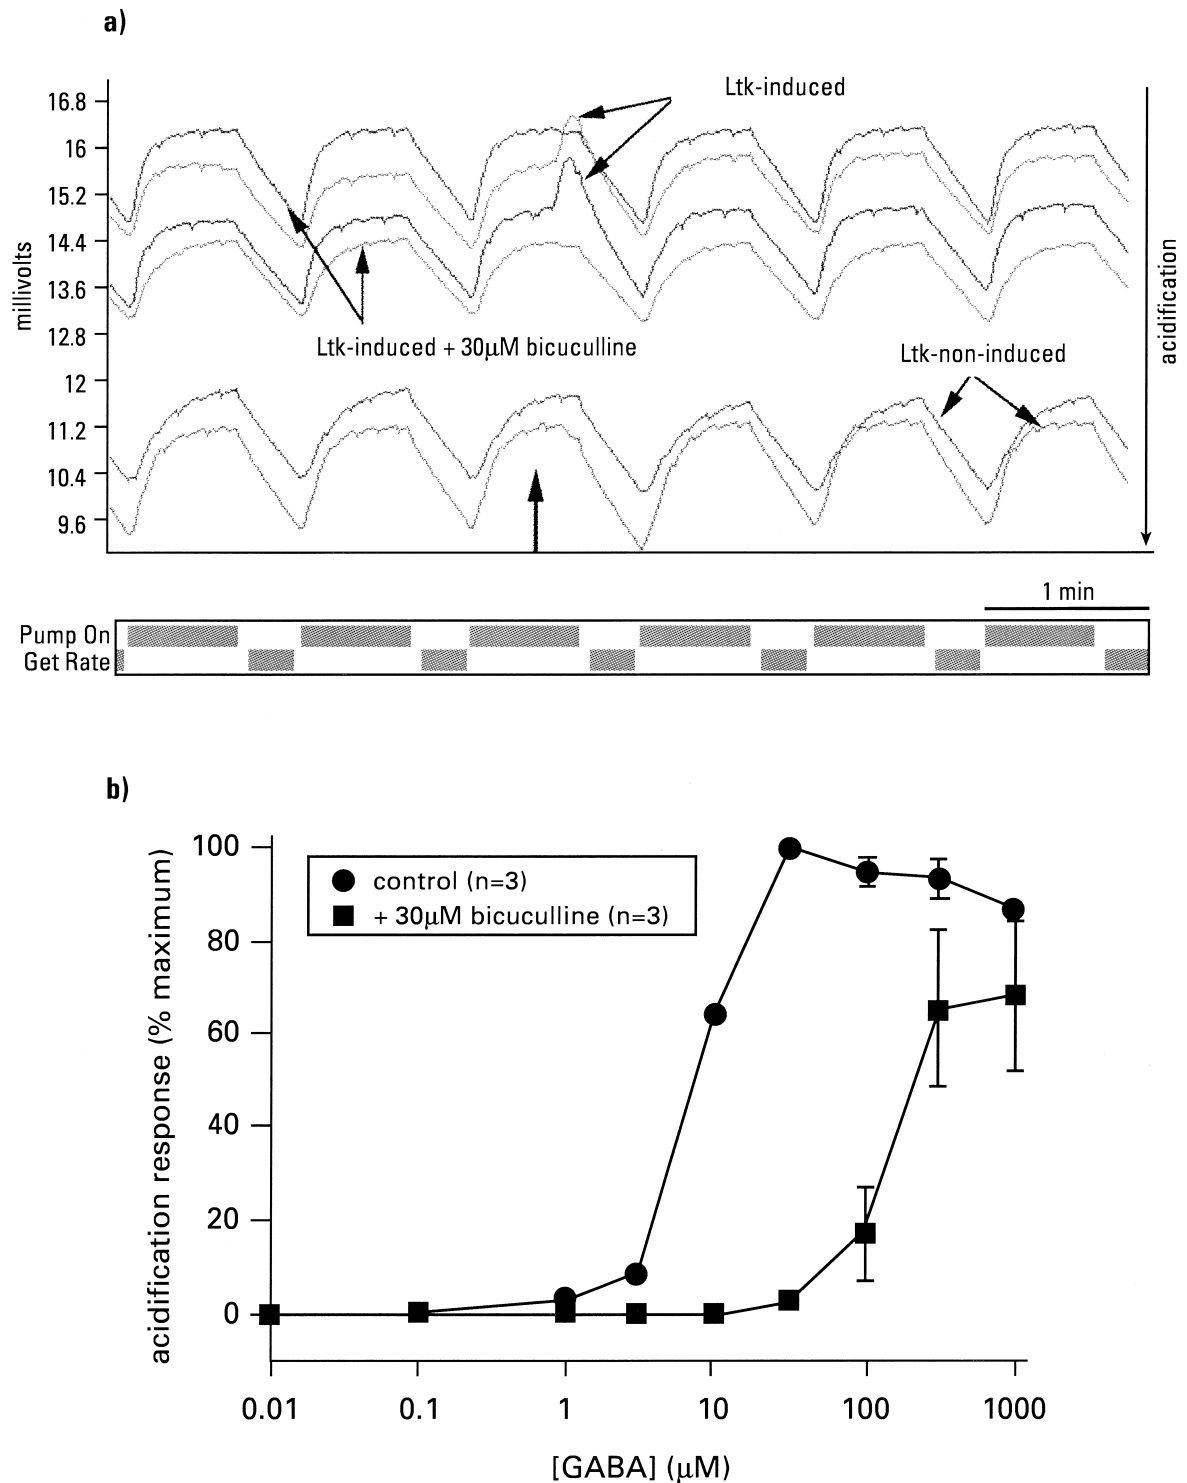 a)
Ltk-induced
16.8
16
15.2
14.4
13.6
12.8
12
11.2
10.4
9.6
millivolts
acidification
Ltk-induced + 30μM bicuculline
Ltk-non-induced
1 min
Pump On
Get Rate
b)
100
80
60
40
20
0
acidification response (% maximum)
control (n=3)
+ 30μM bicuculline (n=3)
0.01 0.1 1 10 100 1000
[GABA] (μM)